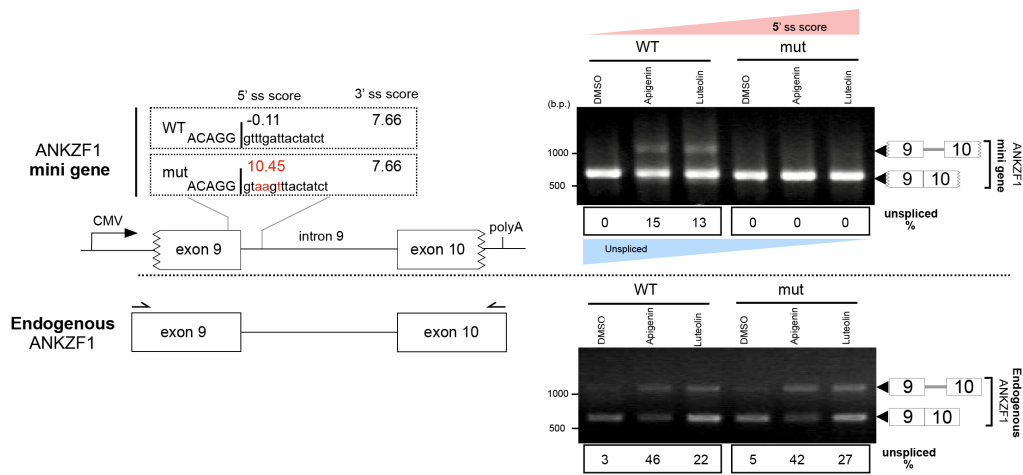 5' ss score
3' ss score
ANKZF1
mini gene
WT
-0.11
7.66
ACAGG
gtttgattactatct
mut
10.45
7.66
ACAGG
gtaagtttactatct
CMV
exon 9
intron 9
exon 10
polyA
Endogenous
ANKZF1
exon 9
exon 10
5' ss score
WT
mut
DMSO
Apigenin
Luteolin
DMSO
Apigenin
Luteolin
(b.p.)
1000
500
9
10
9
10
ANKZF1
mini gene
0
15
13
0
0
0
unspliced
%
Unspliced
WT
mut
DMSO
Apigenin
Luteolin
DMSO
Apigenin
Luteolin
1000
500
9
10
9
10
Endogenous
ANKZF1
3
46
22
5
42
27
unspliced
%